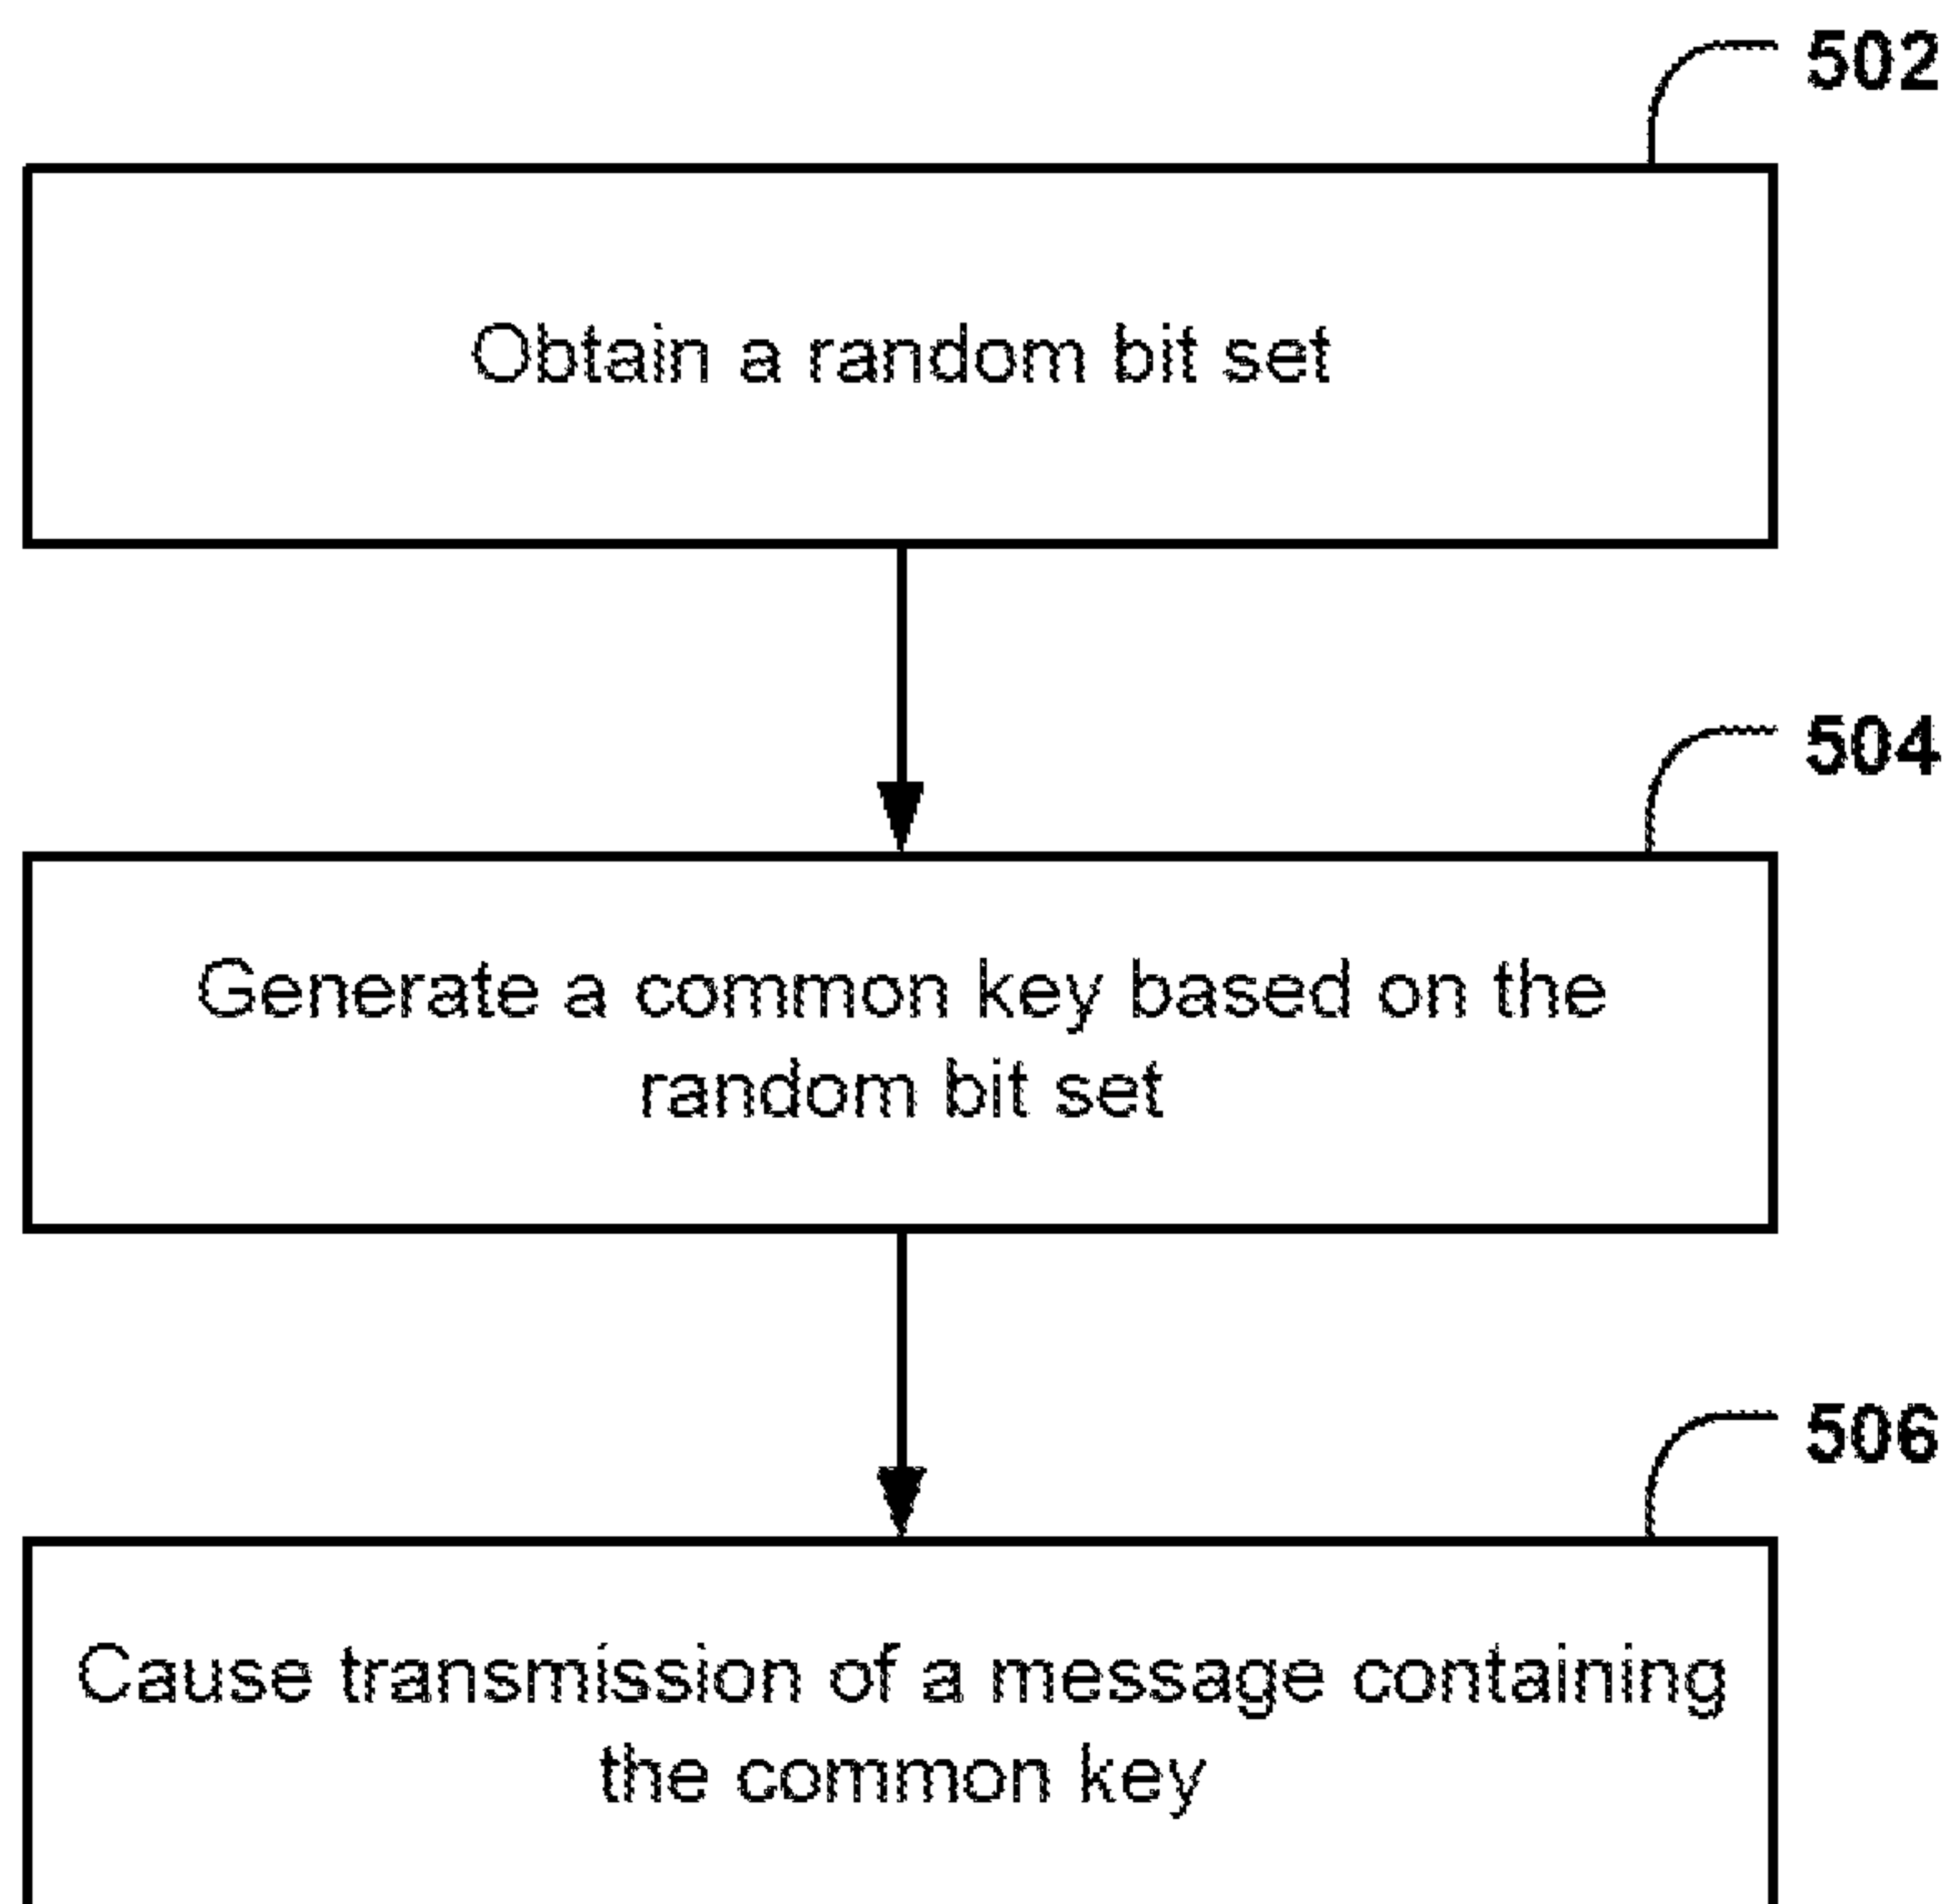 502
Obtain a random bit set
504
Generate a common key based on the
random bit set
506
Cause transmission of a message containing
the common key